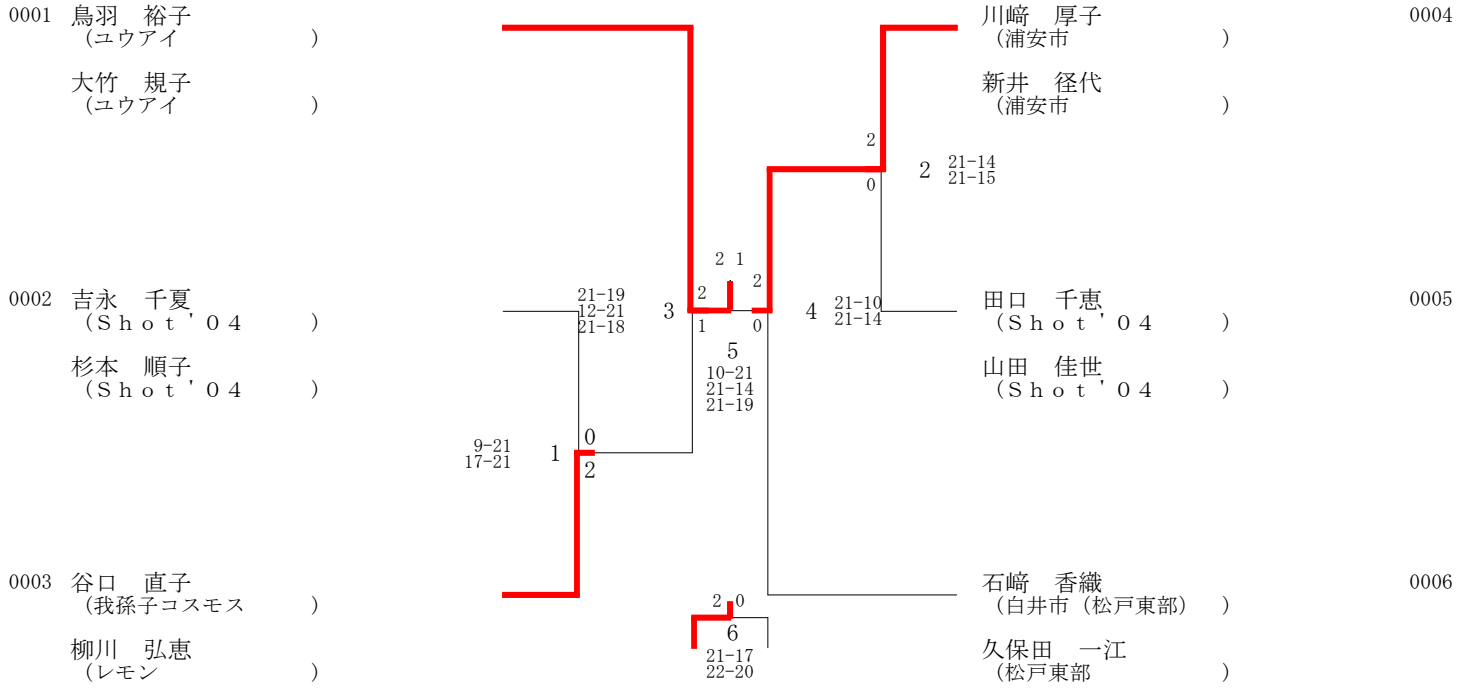 0001 鳥羽　裕子
(ユウアイ　　　　　　　)
大竹　規子
(ユウアイ　　　　　　　)
川﨑　厚子 0004
(浦安市　　　　　　　　)
新井　径代
(浦安市　　　　　　　　)
2
0
2
21-14
21-15
2 1
0002 吉永　千夏
(Ｓｈｏｔ＇０４　　　　)
杉本　順子
(Ｓｈｏｔ＇０４　　　　)
21-19
12-21
21-18
3
2
1
2
0
4
21-10
21-14
5
10-21
21-14
21-19
田口　千恵 0005
(Ｓｈｏｔ＇０４　　　　)
山田　佳世
(Ｓｈｏｔ＇０４　　　　)
9-21
17-21
1
0
2
0003 谷口　直子
(我孫子コスモス　　　　)
柳川　弘恵
(レモン　　　　　　　　)
2 0
6
21-17
22-20
石﨑　香織 0006
(白井市（松戸東部）　　)
久保田　一江
(松戸東部　　　　　　　)